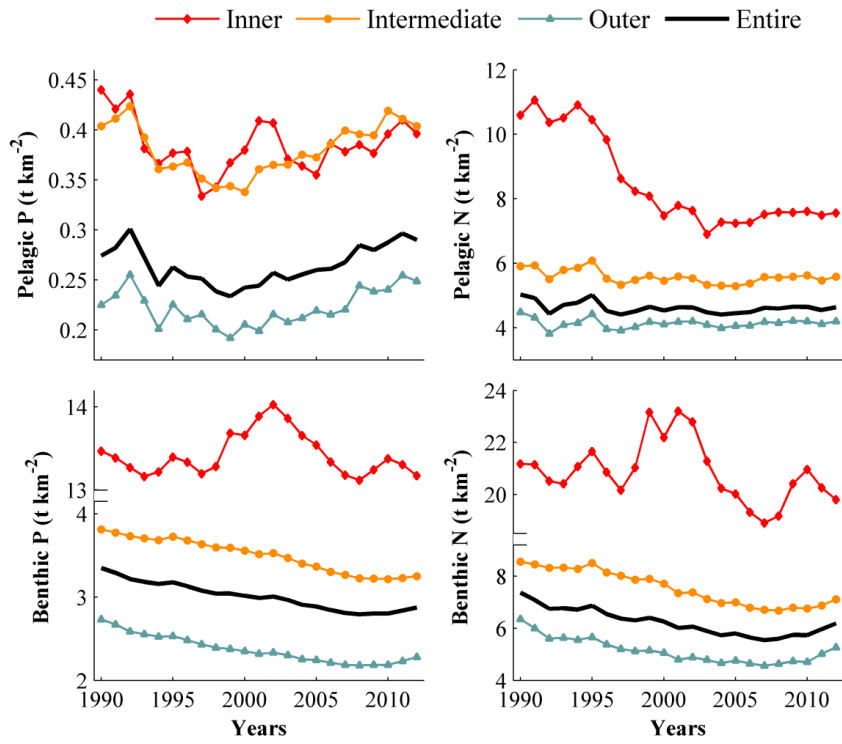 Inner Intermediate Outer Entire
Pelagic P (t km-2)
0.45
0.4
0.35
0.3
0.25
0.2
Pelagic N (t km-2)
12
10
8
6
4
Benthic P (t km-2)
14
13
4
3
2
1990 1995 2000 2005 2010
Years
Benthic N (t km-2)
24
22
20
8
6
4
1990 1995 2000 2005 2010
Years